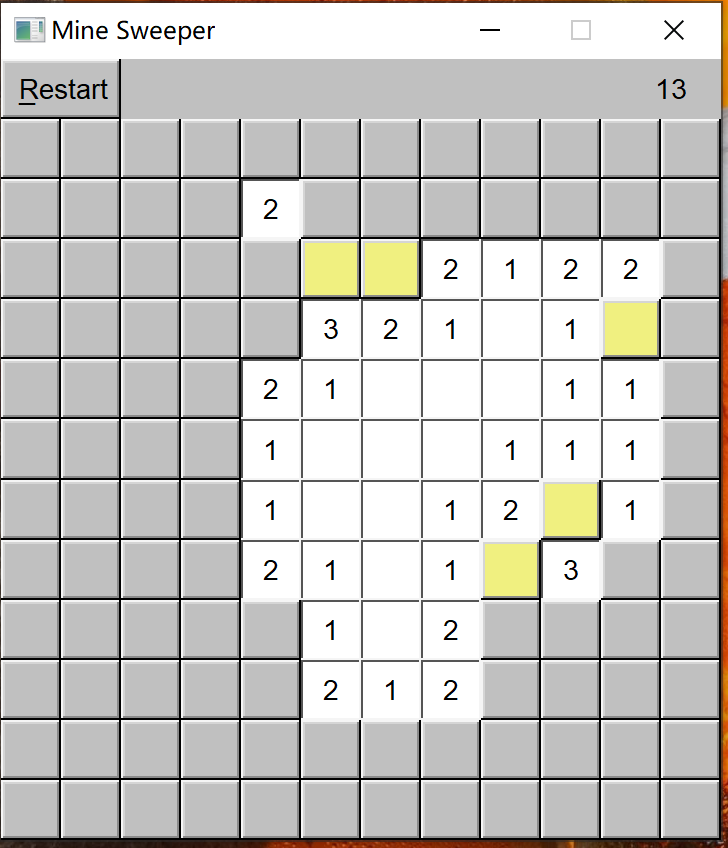 Mine Sweeper
Restart
13
2
2 1 2 2
3 2 1 1
2 1 1 1
1 1 1 1
1 1 2 1
2 1 1 3
1 2
2 1 2